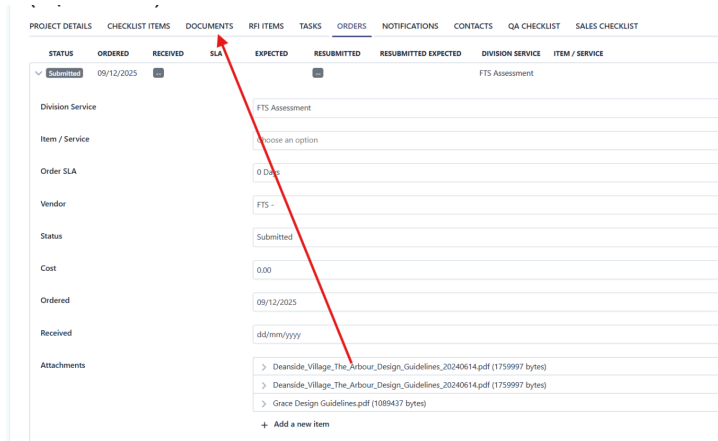 PROJECT DETAILS CHECKLIST ITEMS DOCUMENTS RFI ITEMS TASKS ORDERS NOTIFICATIONS CONTACTS QA CHECKLIST SALES CHECKLIST
STATUS ORDERED RECEIVED SLA EXPECTED RESUBMITTED RESUBMITTED EXPECTED DIVISION SERVICE ITEM / SERVICE
Submitted 09/12/2025 -- -- FTS Assessment
Division Service FTS Assessment
Item / Service Choose an option
Order SLA 0 Days
Vendor FTS -
Status Submitted
Cost 0.00
Ordered 09/12/2025
Received dd/mm/yyyy
Attachments Deanside_Village_The_Arbour_Design_Guidelines_20240614.pdf (1759997 bytes)
Deanside_Village_The_Arbour_Design_Guidelines_20240614.pdf (1759997 bytes)
Grace Design Guidelines.pdf (1089437 bytes)
+ Add a new item